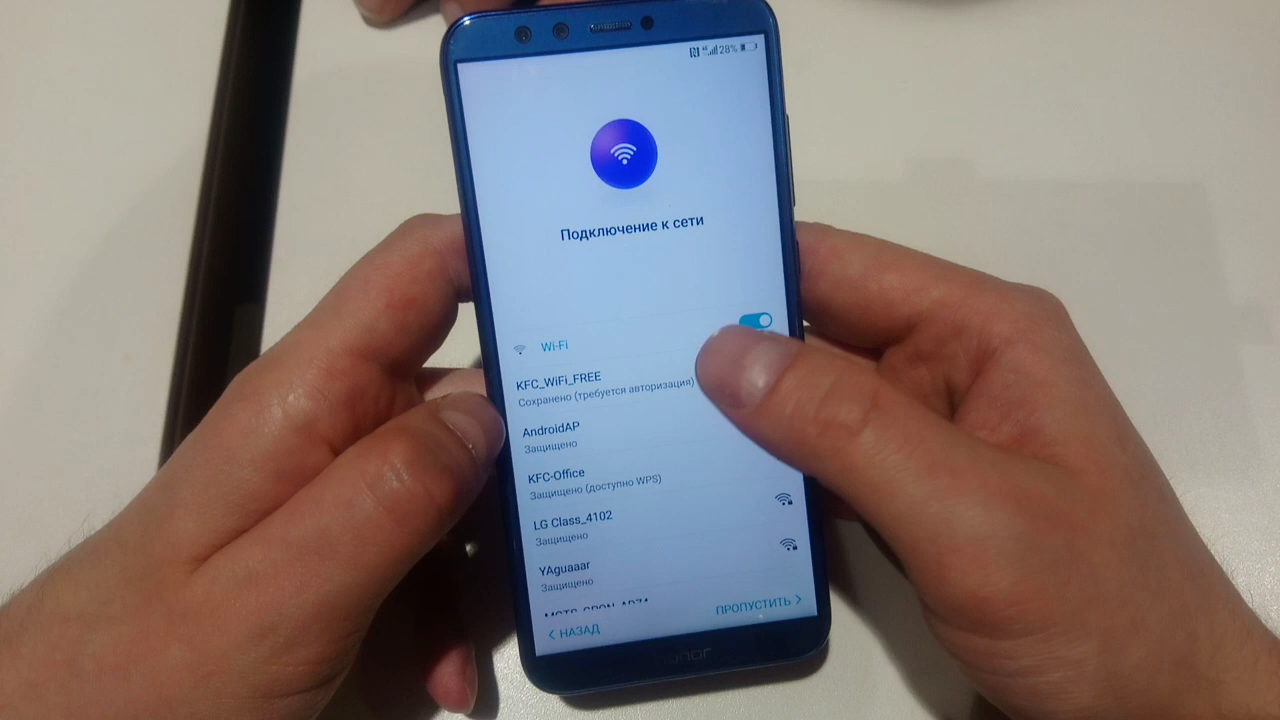 28%
Подключение к сети
Wi-Fi
KFC_WiFi_FREE
Сохранено (требуется авторизация)
AndroidAP
Защищено
KFC-Office
Защищено (доступно WPS)
LG Class_4102
Защищено
YAguaaar
Защищено
НАЗАД
ПРОПУСТИТЬ
honor